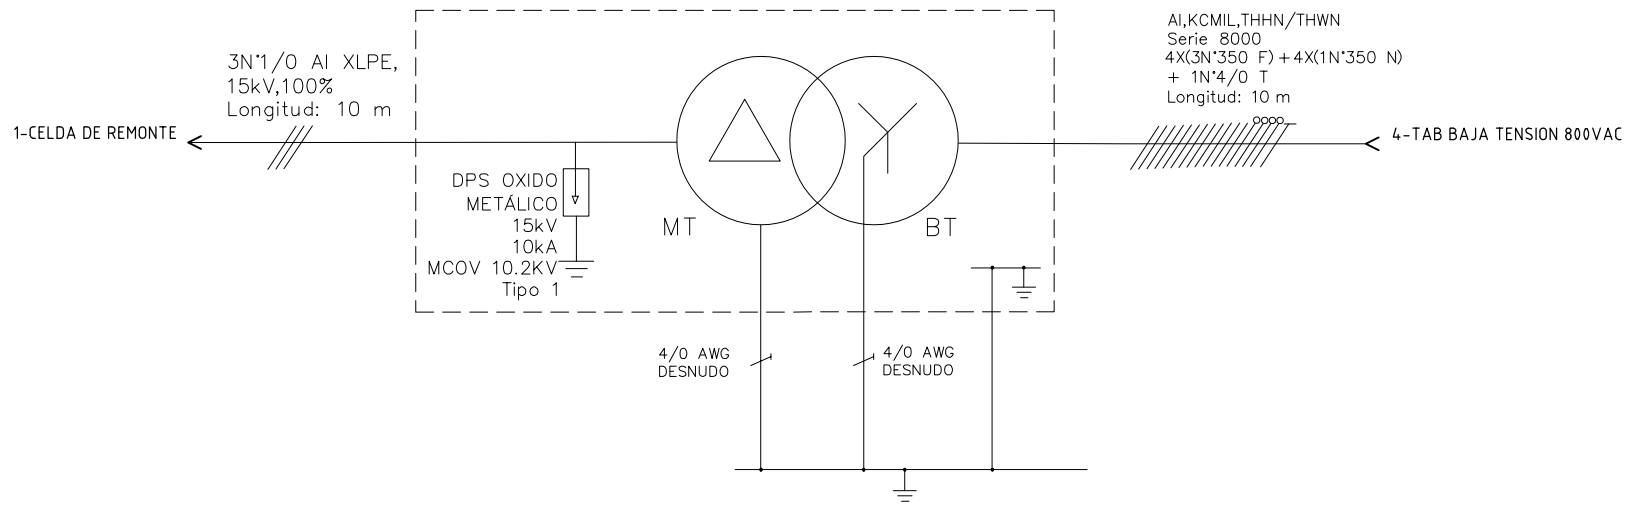 3N°1/0 Al XLPE,
15kV,100%
Longitud: 10 m
1-CELDA DE REMONTE
DPS OXIDO
METÁLICO
15kV
10kA
MCOV 10.2KV
Tipo 1
MT
BT
Al,KCMIL,THHN/THWN
Serie 8000
4X(3N°350 F)+4X(1N°350 N)
+ 1N°4/0 T
Longitud: 10 m
4-TAB BAJA TENSION 800VAC
4/0 AWG
DESNUDO
4/0 AWG
DESNUDO